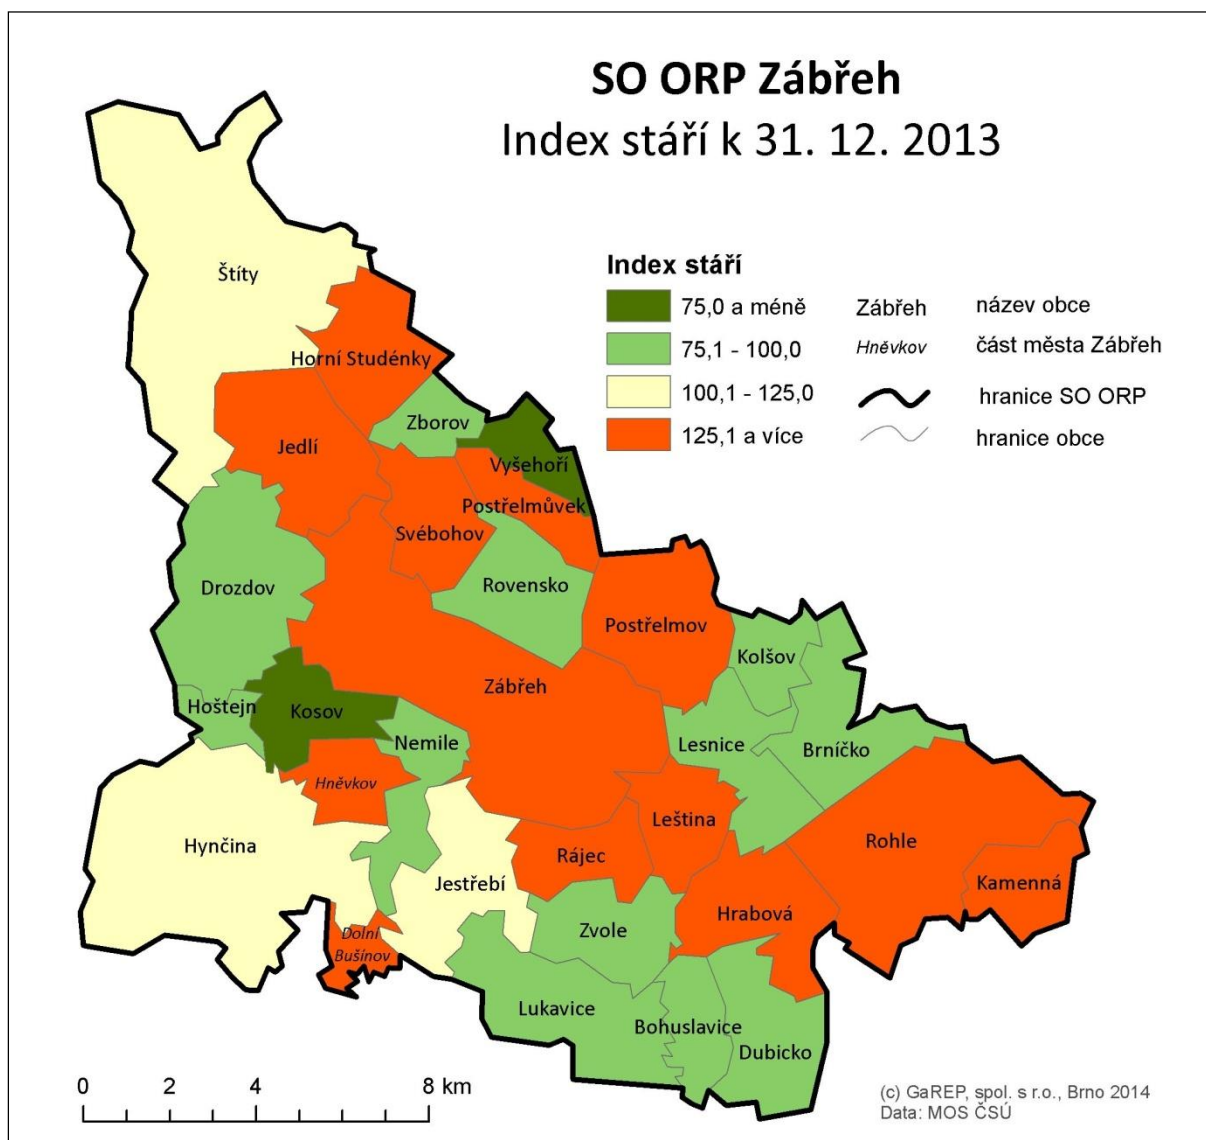 SO ORP Zábřeh
Index stáří k 31. 12. 2013
Index stáří
75,0 a méně
75,1 - 100,0
100,1 - 125,0
125,1 a více
Zábřeh název obce
Hněvkov část města Zábřeh
hranice SO ORP
hranice obce
Štíty
Horní Studénky
Zborov
Jedlí
Vyšehoří
Postřelmůvek
Svébohov
Drozdov
Rovensko
Postřelmov
Kolšov
Zábřeh
Hoštejn
Kosov
Nemile
Lesnice
Brníčko
Hněvkov
Leština
Hynčina
Rájec
Rohle
Jestřebí
Kamenná
Hrabová
Zvole
Dolní
Bušínov
Lukavice
Bohuslavice
Dubicko
0 2 4 8 km
(c) GaREP, spol. s r.o., Brno 2014
Data: MOS ČSÚ